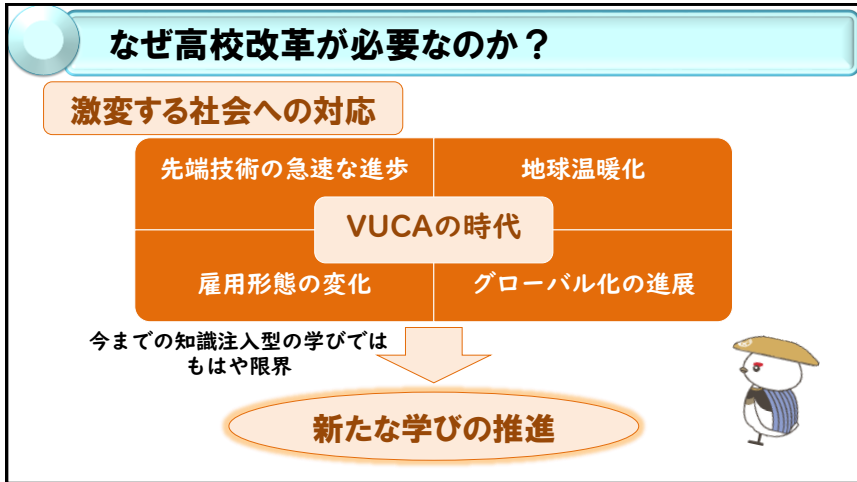 なぜ高校改革が必要なのか？
激変する社会への対応
先端技術の急速な進歩
地球温暖化
VUCAの時代
雇用形態の変化
グローバル化の進展
今までの知識注入型の学びでは
もはや限界
新たな学びの推進